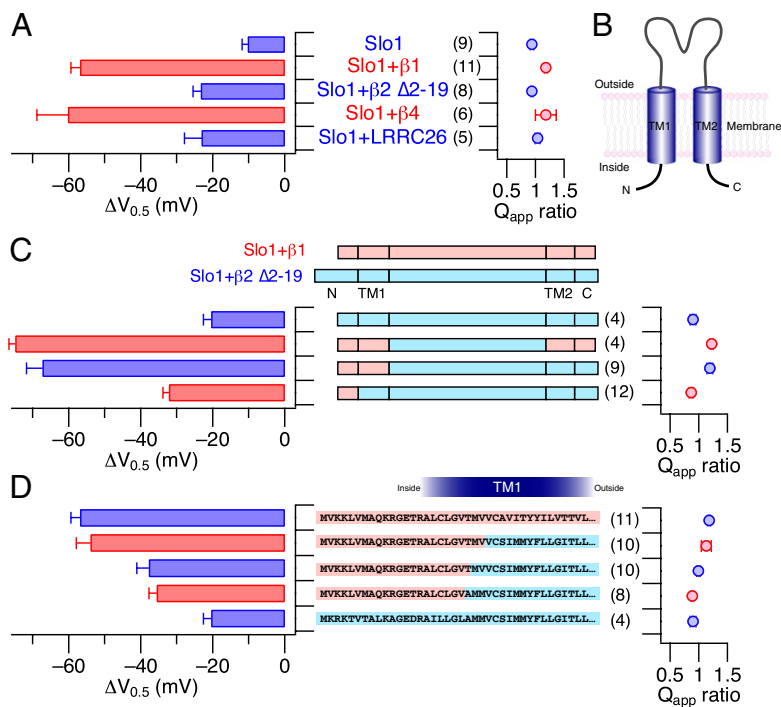 A
Slo1 (9)
Slo1+β1 (11)
Slo1+β2 Δ2-19 (8)
Slo1+β4 (6)
Slo1+LRRC26 (5)
−60 −40 −20 0
ΔV0.5 (mV)
0.5 1 1.5
Qapp ratio
B
Outside
TM1 TM2 Membrane
Inside
N C
C
Slo1+β1
Slo1+β2 Δ2-19
N TM1 TM2 C
(4)
(4)
(9)
(12)
−60 −40 −20 0
ΔV0.5 (mV)
0.5 1 1.5
Qapp ratio
D
Inside TM1 Outside
MVKKLVMAQKRGETRALCLGVTMVVCAVITYYILVTTVL… (11)
MVKKLVMAQKRGETRALCLGVTMVVCSIMMYFLLGITLL… (10)
MVKKLVMAQKRGETRALCLGVTMMVCSIMMYFLLGITLL… (10)
MVKKLVMAQKRGETRALCLGVAMMVCSIMMYFLLGITLL… (8)
MKRKTVTALKAGEDRAILLGLAMMVCSIMMYFLLGITLL… (4)
−60 −40 −20 0
ΔV0.5 (mV)
0.5 1 1.5
Qapp ratio